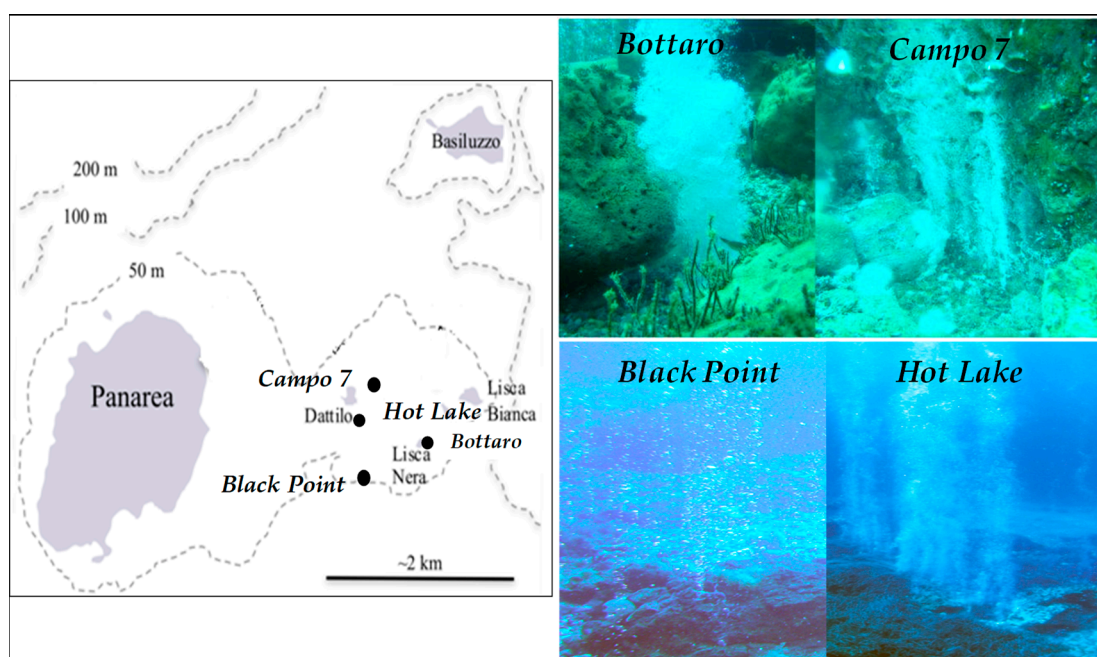 Basiluzzo
200 m
100 m
50 m
Panarea
Campo 7
Dattilo
Hot Lake
Lisca
Bianca
Bottaro
Lisca
Nera
Black Point
~2 km
Bottaro
Campo 7
Black Point
Hot Lake